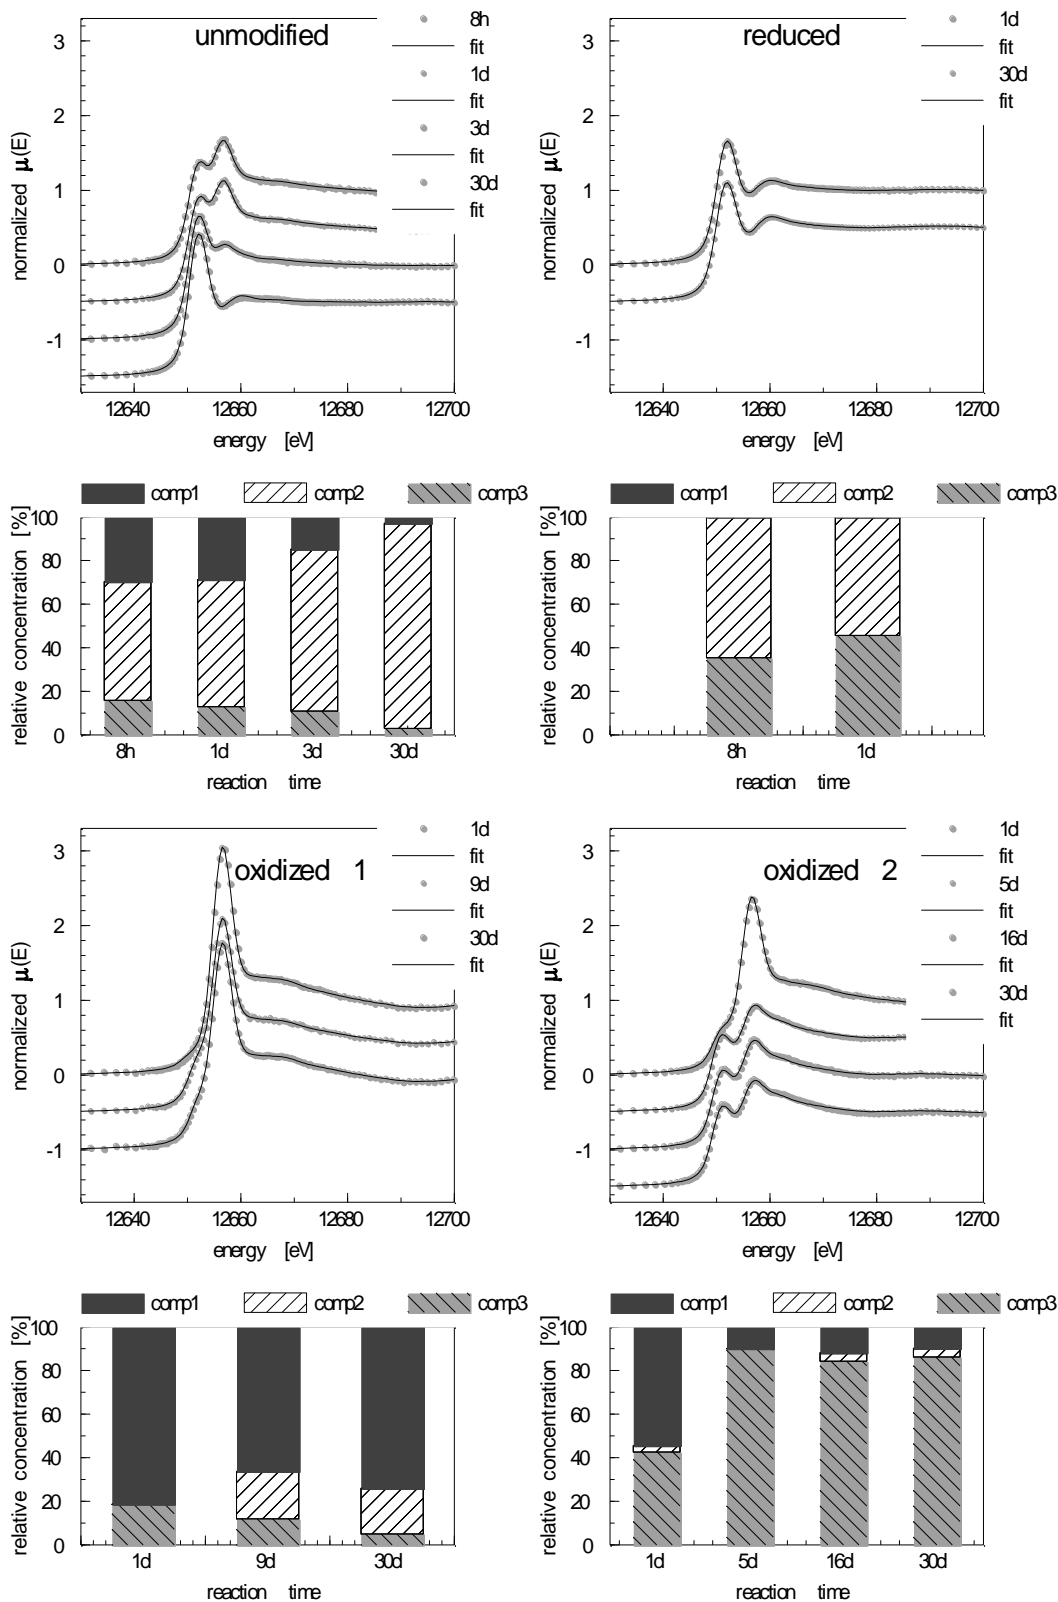 unmodified
8h
fit
1d
fit
3d
fit
30d
fit
3
2
1
0
-1
normalized μ(E)
12640 12660 12680 12700
energy [eV]
reduced
1d
fit
30d
fit
3
2
1
0
-1
normalized μ(E)
12640 12660 12680 12700
energy [eV]
comp1 comp2 comp3
100
80
60
40
20
0
relative concentration [%]
8h 1d 3d 30d
reaction time
comp1 comp2 comp3
100
80
60
40
20
0
relative concentration [%]
8h 1d
reaction time
oxidized 1
1d
fit
9d
fit
30d
fit
3
2
1
0
-1
normalized μ(E)
12640 12660 12680 12700
energy [eV]
oxidized 2
1d
fit
5d
fit
16d
fit
30d
fit
3
2
1
0
-1
normalized μ(E)
12640 12660 12680 12700
energy [eV]
comp1 comp2 comp3
100
80
60
40
20
0
relative concentration [%]
1d 9d 30d
reaction time
comp1 comp2 comp3
100
80
60
40
20
0
relative concentration [%]
1d 5d 16d 30d
reaction time